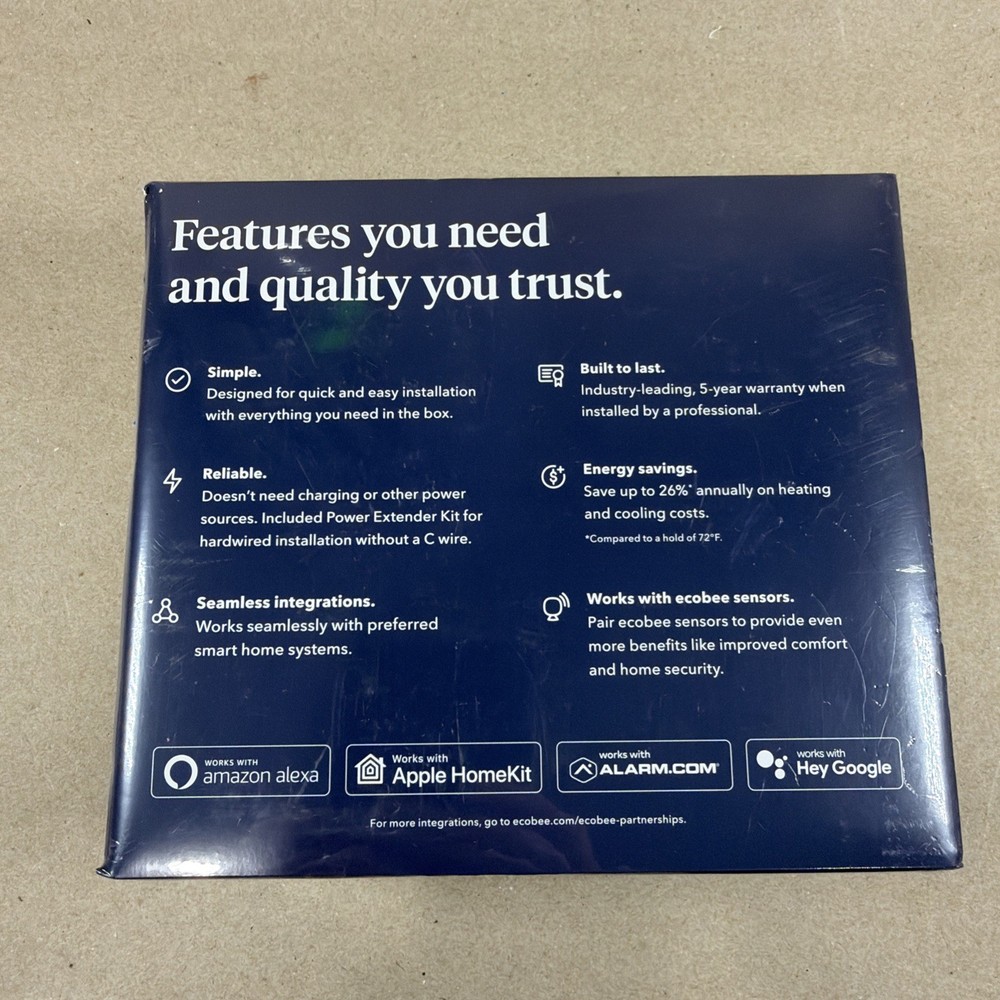 Features you need
and quality you trust.
Simple.
Designed for quick and easy installation
with everything you need in the box.
Reliable.
Doesn't need charging or other power
sources. Included Power Extender Kit for
hardwired installation without a C wire.
Seamless integrations.
Works seamlessly with preferred
smart home systems.
Built to last.
Industry-leading, 5-year warranty when
installed by a professional.
Energy savings.
Save up to 26%* annually on heating
and cooling costs.
*Compared to a hold of 72°F.
Works with ecobee sensors.
Pair ecobee sensors to provide even
more benefits like improved comfort
and home security.
WORKS WITH
amazon alexa
Works with
Apple HomeKit
works with
ALARM.COM®
works with
Hey Google
For more integrations, go to ecobee.com/ecobee-partnerships.